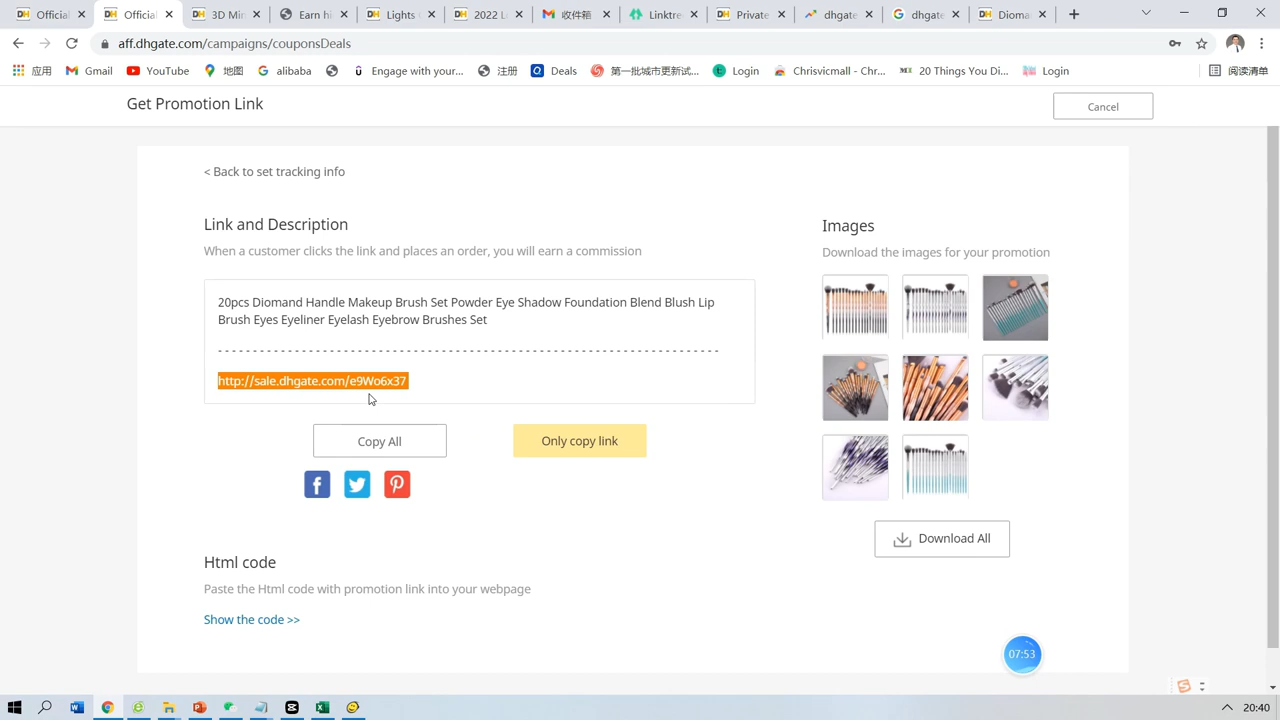 Official
Official
3D Min
Earn hi
Lights
2022 L
收件箱
Linktre
Private
dhgate
dhgate
Dioma
aff.dhgate.com/campaigns/couponsDeals
应用
Gmail
YouTube
地图
alibaba
Engage with your...
注册
Deals
第一批城市更新试...
Login
Chrisvicmall - Chr...
20 Things You Di...
Login
阅读清单
Get Promotion Link
Cancel
< Back to set tracking info
Link and Description
When a customer clicks the link and places an order, you will earn a commission
20pcs Diomand Handle Makeup Brush Set Powder Eye Shadow Foundation Blend Blush Lip
Brush Eyes Eyeliner Eyelash Eyebrow Brushes Set
- - - - - - - - - - - - - - - - - - - - - - - - - - - - - - - - - - - - - - - - - - - - - - - - - - - - - - - - - - - - - - - - - - - - - - - -
http://sale.dhgate.com/e9Wo6x37
Copy All
Only copy link
Html code
Paste the Html code with promotion link into your webpage
Show the code >>
Images
Download the images for your promotion
Download All
07:53
20:40